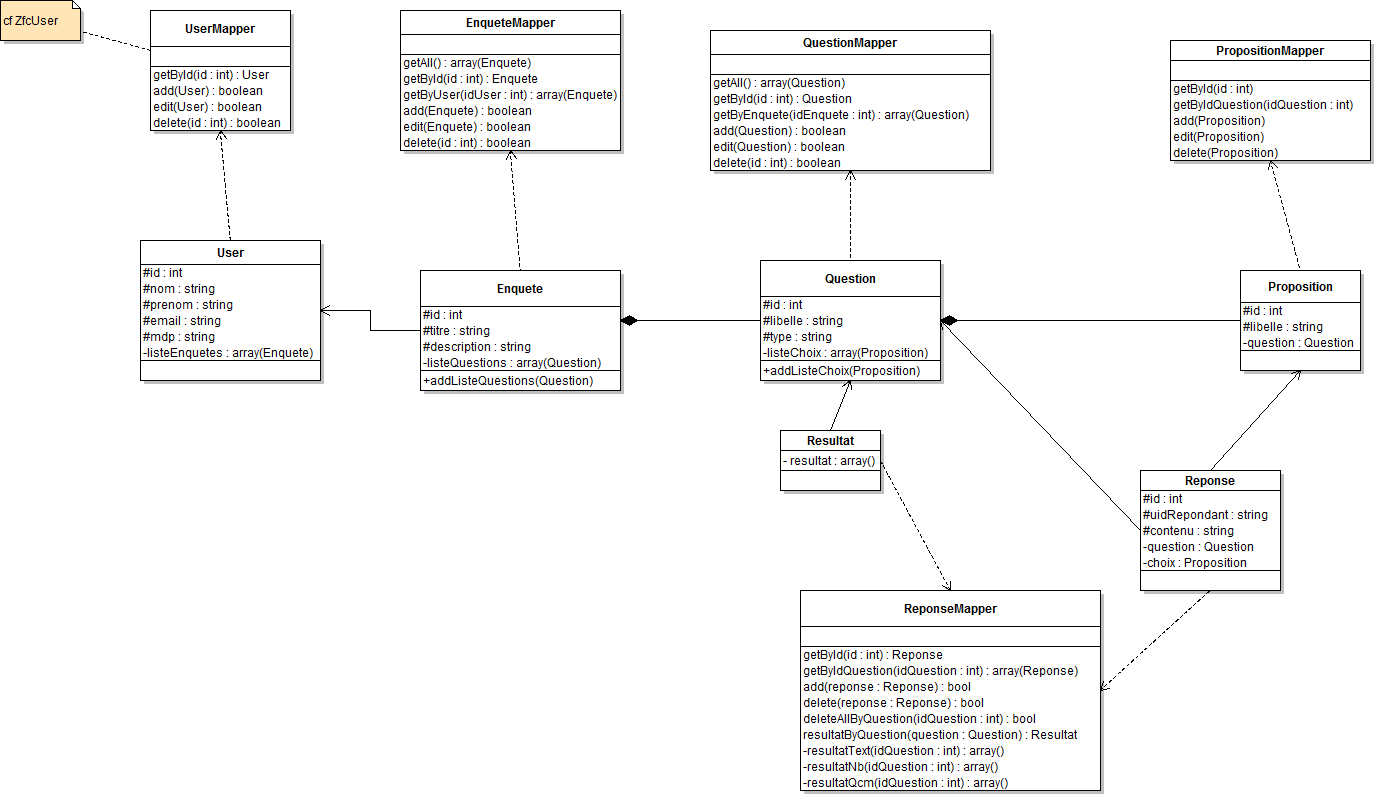 cf ZfcUser
UserMapper
getById(id : int) : User
add(User) : boolean
edit(User) : boolean
delete(id : int) : boolean
EnqueteMapper
getAll() : array(Enquete)
getById(id : int) : Enquete
getByUser(idUser : int) : array(Enquete)
add(Enquete) : boolean
edit(Enquete) : boolean
delete(id : int) : boolean
QuestionMapper
getAll() : array(Question)
getById(id : int) : Question
getByEnquete(idEnquete : int) : array(Question)
add(Question) : boolean
edit(Question) : boolean
delete(id : int) : boolean
PropositionMapper
getById(id : int)
getByIdQuestion(idQuestion : int)
add(Proposition)
edit(Proposition)
delete(Proposition)
User
#id : int
#nom : string
#prenom : string
#email : string
#mdp : string
-listeEnquetes : array(Enquete)
Enquete
#id : int
#titre : string
#description : string
-listeQuestions : array(Question)
+addListeQuestions(Question)
Question
#id : int
#libelle : string
#type : string
-listeChoix : array(Proposition)
+addListeChoix(Proposition)
Proposition
#id : int
#libelle : string
-question : Question
Resultat
- resultat : array()
Reponse
#id : int
#uidRepondant : string
#contenu : string
-question : Question
-choix : Proposition
ReponseMapper
getById(id : int) : Reponse
getByIdQuestion(idQuestion : int) : array(Reponse)
add(reponse : Reponse) : bool
delete(reponse : Reponse) : bool
deleteAllByQuestion(idQuestion : int) : bool
resultatByQuestion(question : Question) : Resultat
-resultatText(idQuestion : int) : array()
-resultatNb(idQuestion : int) : array()
-resultatQcm(idQuestion : int) : array()